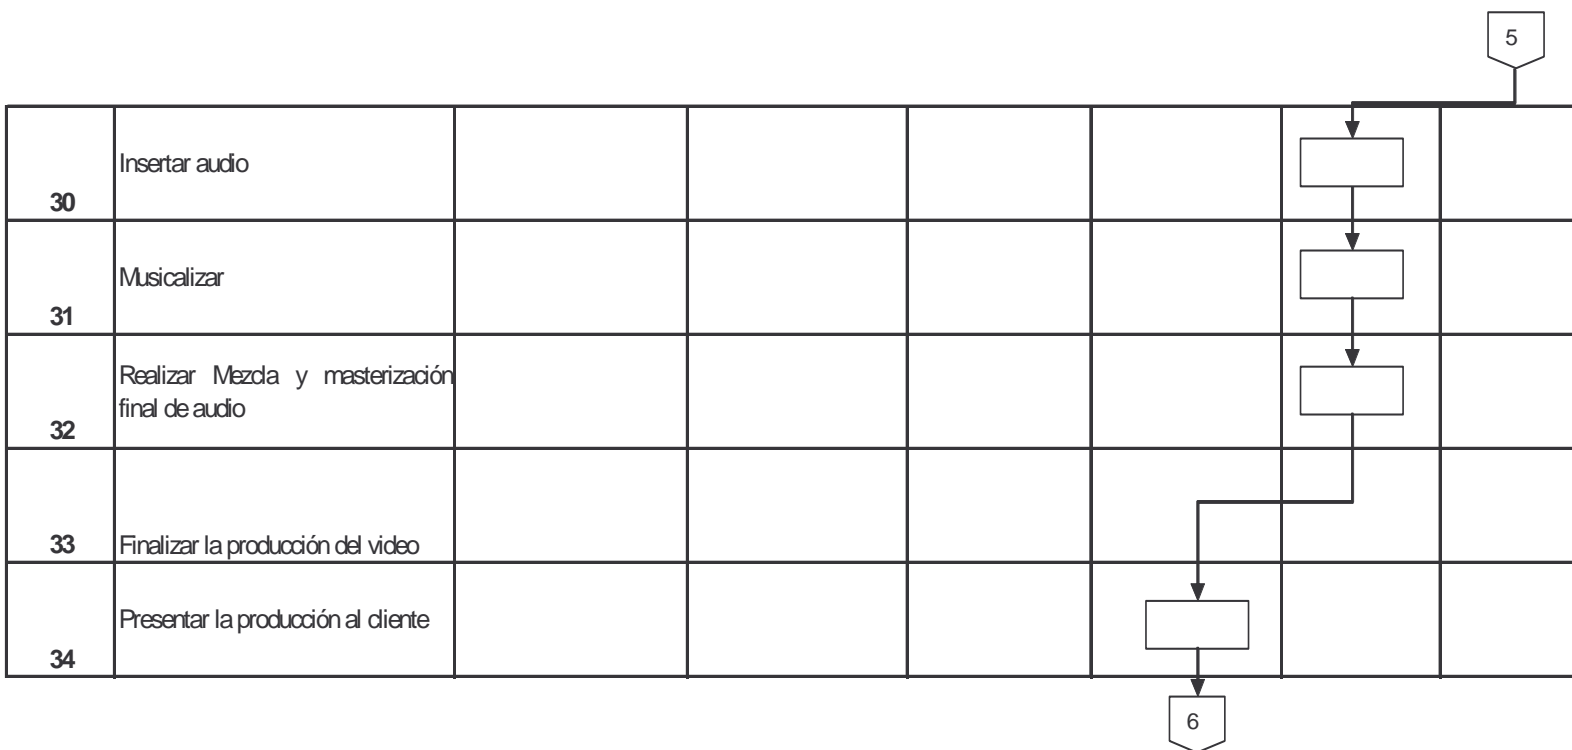 5
Insertar audio
30
Musicalizar
31
Realizar Mezcla y masterización
final de audio
32
33 Finalizar la producción del video
Presentar la producción al cliente
34
6